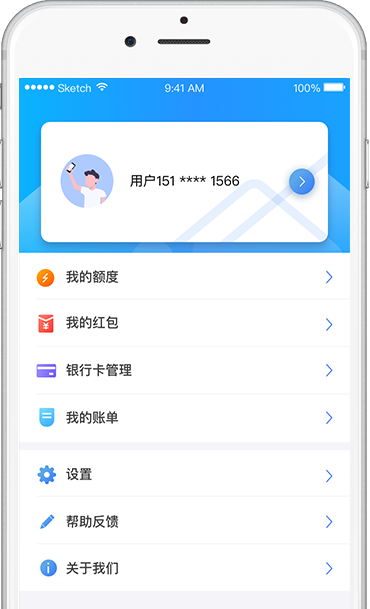 Sketch 9:41 AM 100%
用户151 **** 1566
我的额度
¥
我的红包
银行卡管理
我的账单
设置
帮助反馈
i
关于我们